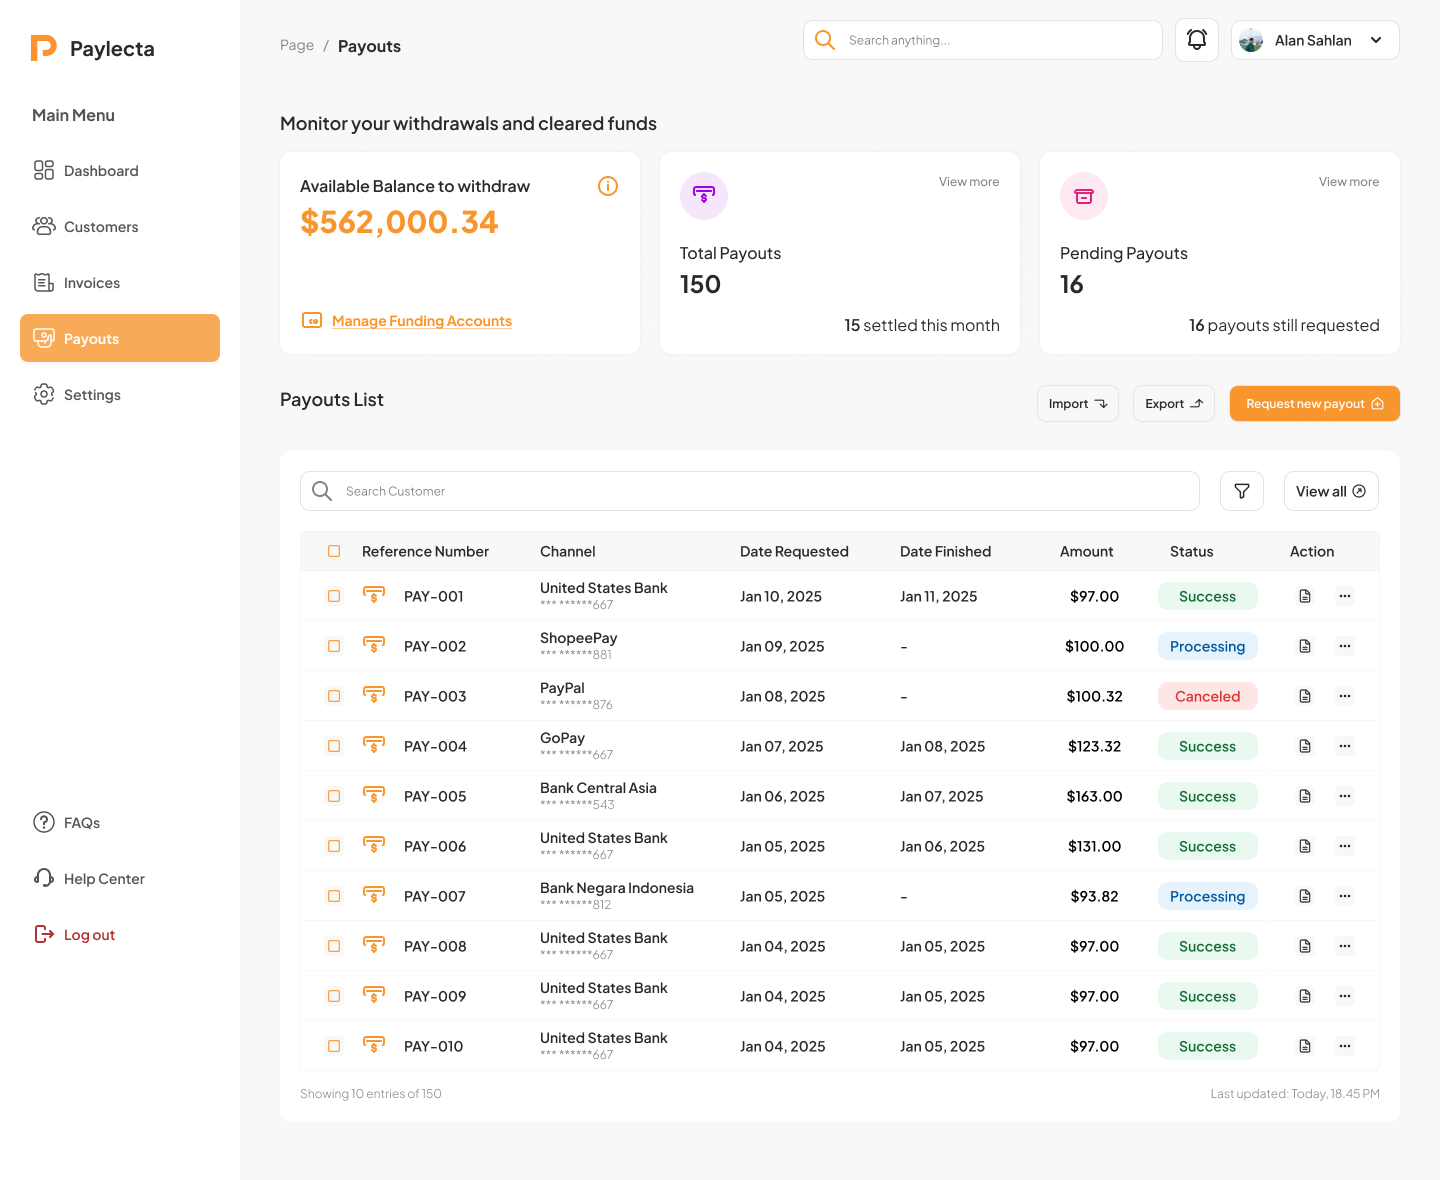 Paylecta
Page / Payouts
Search anything...
Alan Sahlan
Main Menu
Dashboard
Customers
Invoices
Payouts
Settings
FAQs
Help Center
Log out
Monitor your withdrawals and cleared funds
Available Balance to withdraw
$562,000.34
Manage Funding Accounts
View more
Total Payouts
150
15 settled this month
View more
Pending Payouts
16
16 payouts still requested
Payouts List
Import
Export
Request new payout
Search Customer
View all
Reference Number Channel Date Requested Date Finished Amount Status Action
PAY-001 United States Bank Jan 10, 2025 Jan 11, 2025 $97.00 Success
*** ******667
PAY-002 ShopeePay Jan 09, 2025 - $100.00 Processing
*** ******881
PAY-003 PayPal Jan 08, 2025 - $100.32 Canceled
*** ******876
PAY-004 GoPay Jan 07, 2025 Jan 08, 2025 $123.32 Success
*** ******667
PAY-005 Bank Central Asia Jan 06, 2025 Jan 07, 2025 $163.00 Success
*** ******543
PAY-006 United States Bank Jan 05, 2025 Jan 06, 2025 $131.00 Success
*** ******667
PAY-007 Bank Negara Indonesia Jan 05, 2025 - $93.82 Processing
*** ******812
PAY-008 United States Bank Jan 04, 2025 Jan 05, 2025 $97.00 Success
*** ******667
PAY-009 United States Bank Jan 04, 2025 Jan 05, 2025 $97.00 Success
*** ******667
PAY-010 United States Bank Jan 04, 2025 Jan 05, 2025 $97.00 Success
*** ******667
Showing 10 entries of 150
Last updated: Today, 18.45 PM